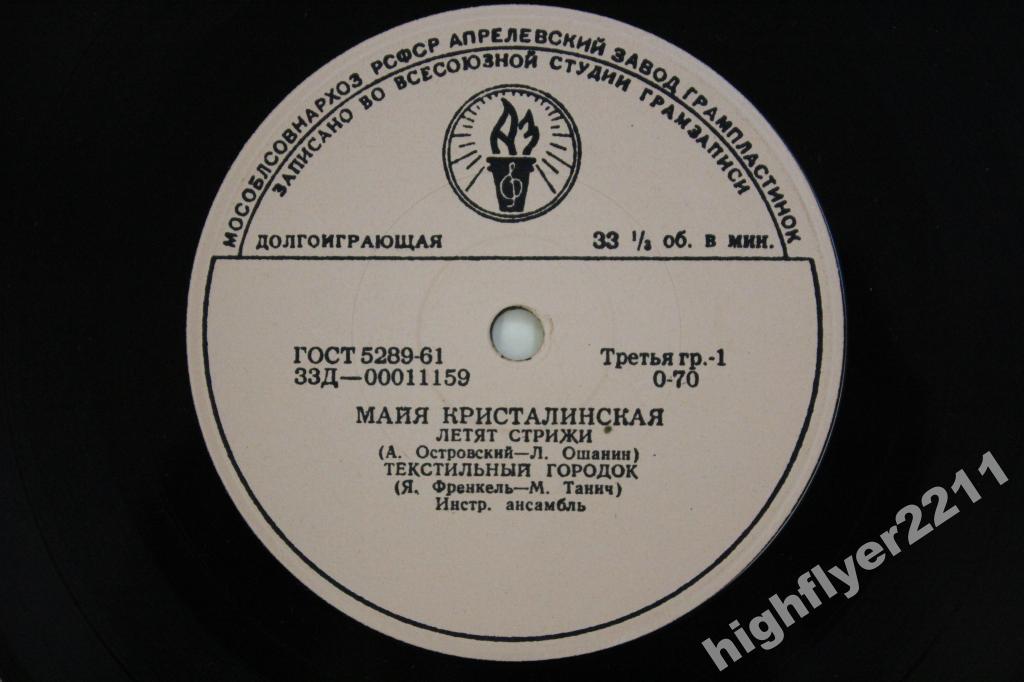 МОСОБЛСОВНАРХОЗ РСФСР АПРЕЛЕВСКИЙ ЗАВОД ГРАМПЛАСТИНОК
ЗАПИСАНО ВО ВСЕСОЮЗНОЙ СТУДИИ ГРАМЗАПИСИ
АЗ
ДОЛГОИГРАЮЩАЯ 33 1/3 об. в мин.
ГОСТ 5289-61 Третья гр.-1
33Д—00011159 0-70
МАЙЯ КРИСТАЛИНСКАЯ
ЛЕТЯТ СТРИЖИ
(А. Островский—Л. Ошанин)
ТЕКСТИЛЬНЫЙ ГОРОДОК
(Я. Френкель—М. Танич)
Инстр. ансамбль
highflyer2211